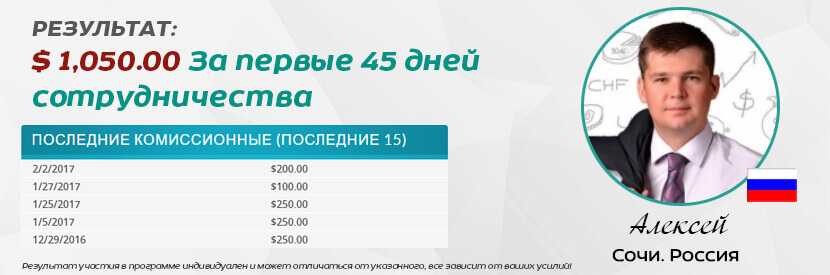 РЕЗУЛЬТАТ:
$ 1,050.00 За первые 45 дней
сотрудничества
ПОСЛЕДНИЕ КОМИССИОННЫЕ (ПОСЛЕДНИЕ 15)
2/2/2017 $200.00
1/27/2017 $100.00
1/25/2017 $250.00
1/5/2017 $250.00
12/29/2016 $250.00
CHF
$
Алексей
Сочи. Россия
Результат участия в программе индивидуален и может отличаться от указанного, все зависит от ваших усилий!